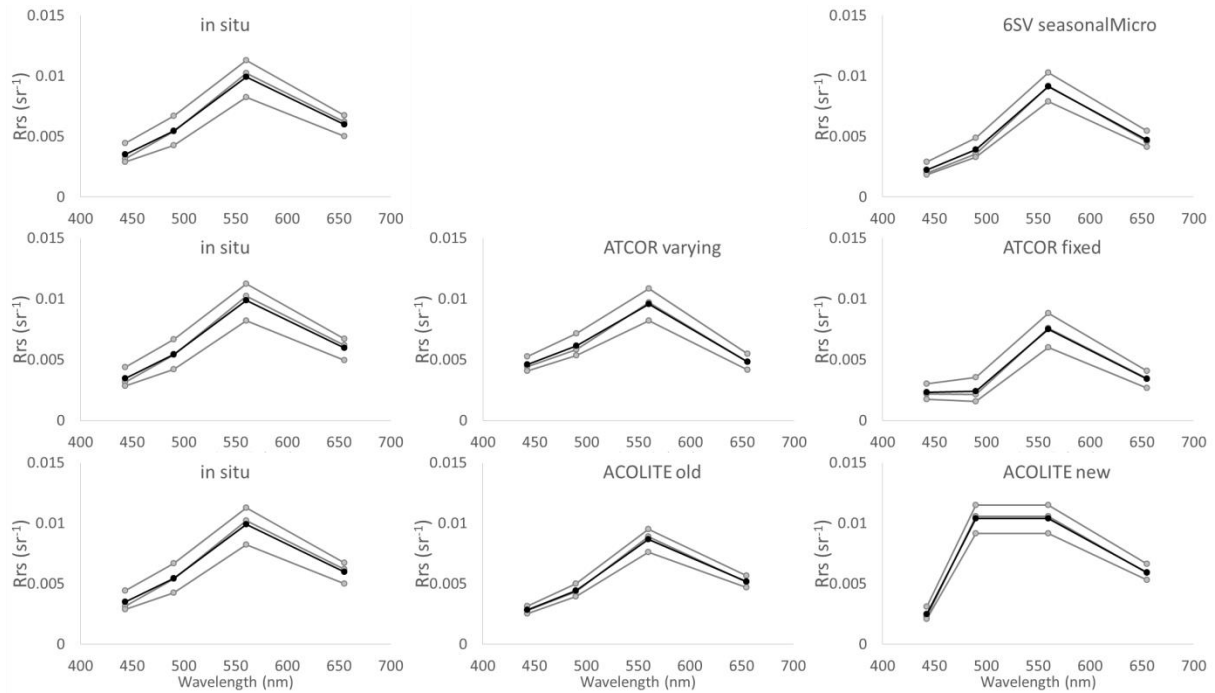 in situ
Rrs (sr⁻¹)
0.015
0.01
0.005
0
400 450 500 550 600 650 700
6SV seasonalMicro
Rrs (sr⁻¹)
0.015
0.01
0.005
0
400 450 500 550 600 650 700
in situ
Rrs (sr⁻¹)
0.015
0.01
0.005
0
400 450 500 550 600 650 700
ATCOR varying
Rrs (sr⁻¹)
0.015
0.01
0.005
0
400 450 500 550 600 650 700
ATCOR fixed
Rrs (sr⁻¹)
0.015
0.01
0.005
0
400 450 500 550 600 650 700
in situ
Rrs (sr⁻¹)
0.015
0.01
0.005
0
400 450 500 550 600 650 700
Wavelength (nm)
ACOLITE old
Rrs (sr⁻¹)
0.015
0.01
0.005
0
400 450 500 550 600 650 700
Wavelength (nm)
ACOLITE new
Rrs (sr⁻¹)
0.015
0.01
0.005
0
400 450 500 550 600 650 700
Wavelength (nm)